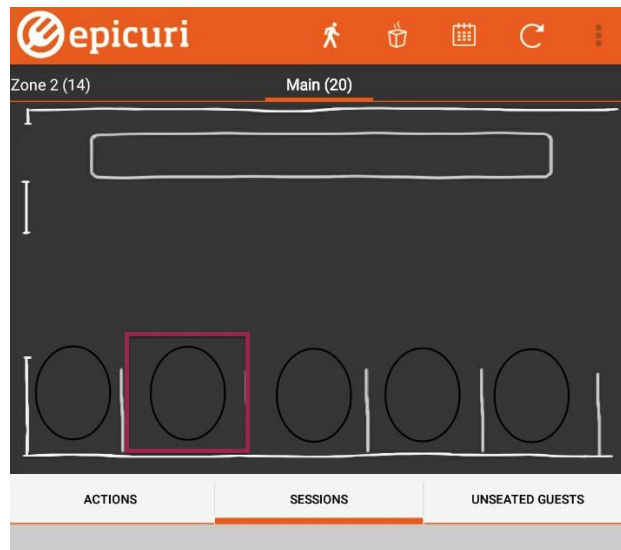 epicuri
Zone 2 (14)
Main (20)
ACTIONS
SESSIONS
UNSEATED GUESTS